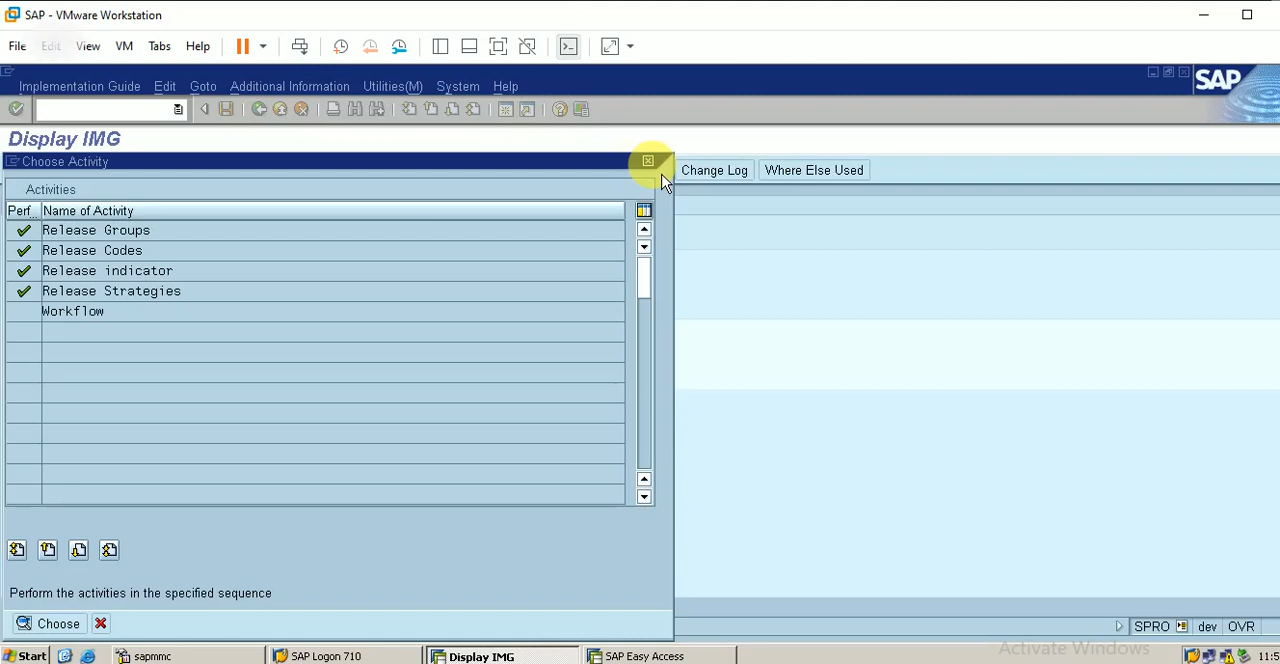 SAP - VMware Workstation
File Edit View VM Tabs Help
Implementation Guide Edit Goto Additional Information Utilities(M) System Help
SAP
Display IMG
Choose Activity
Change Log Where Else Used
Activities
Perf.. Name of Activity
Release Groups
Release Codes
Release indicator
Release Strategies
Workflow
Perform the activities in the specified sequence
Choose
SPRO dev OVR
Activate Windows
Start sapmmc SAP Logon 710 Display IMG SAP Easy Access 11:5